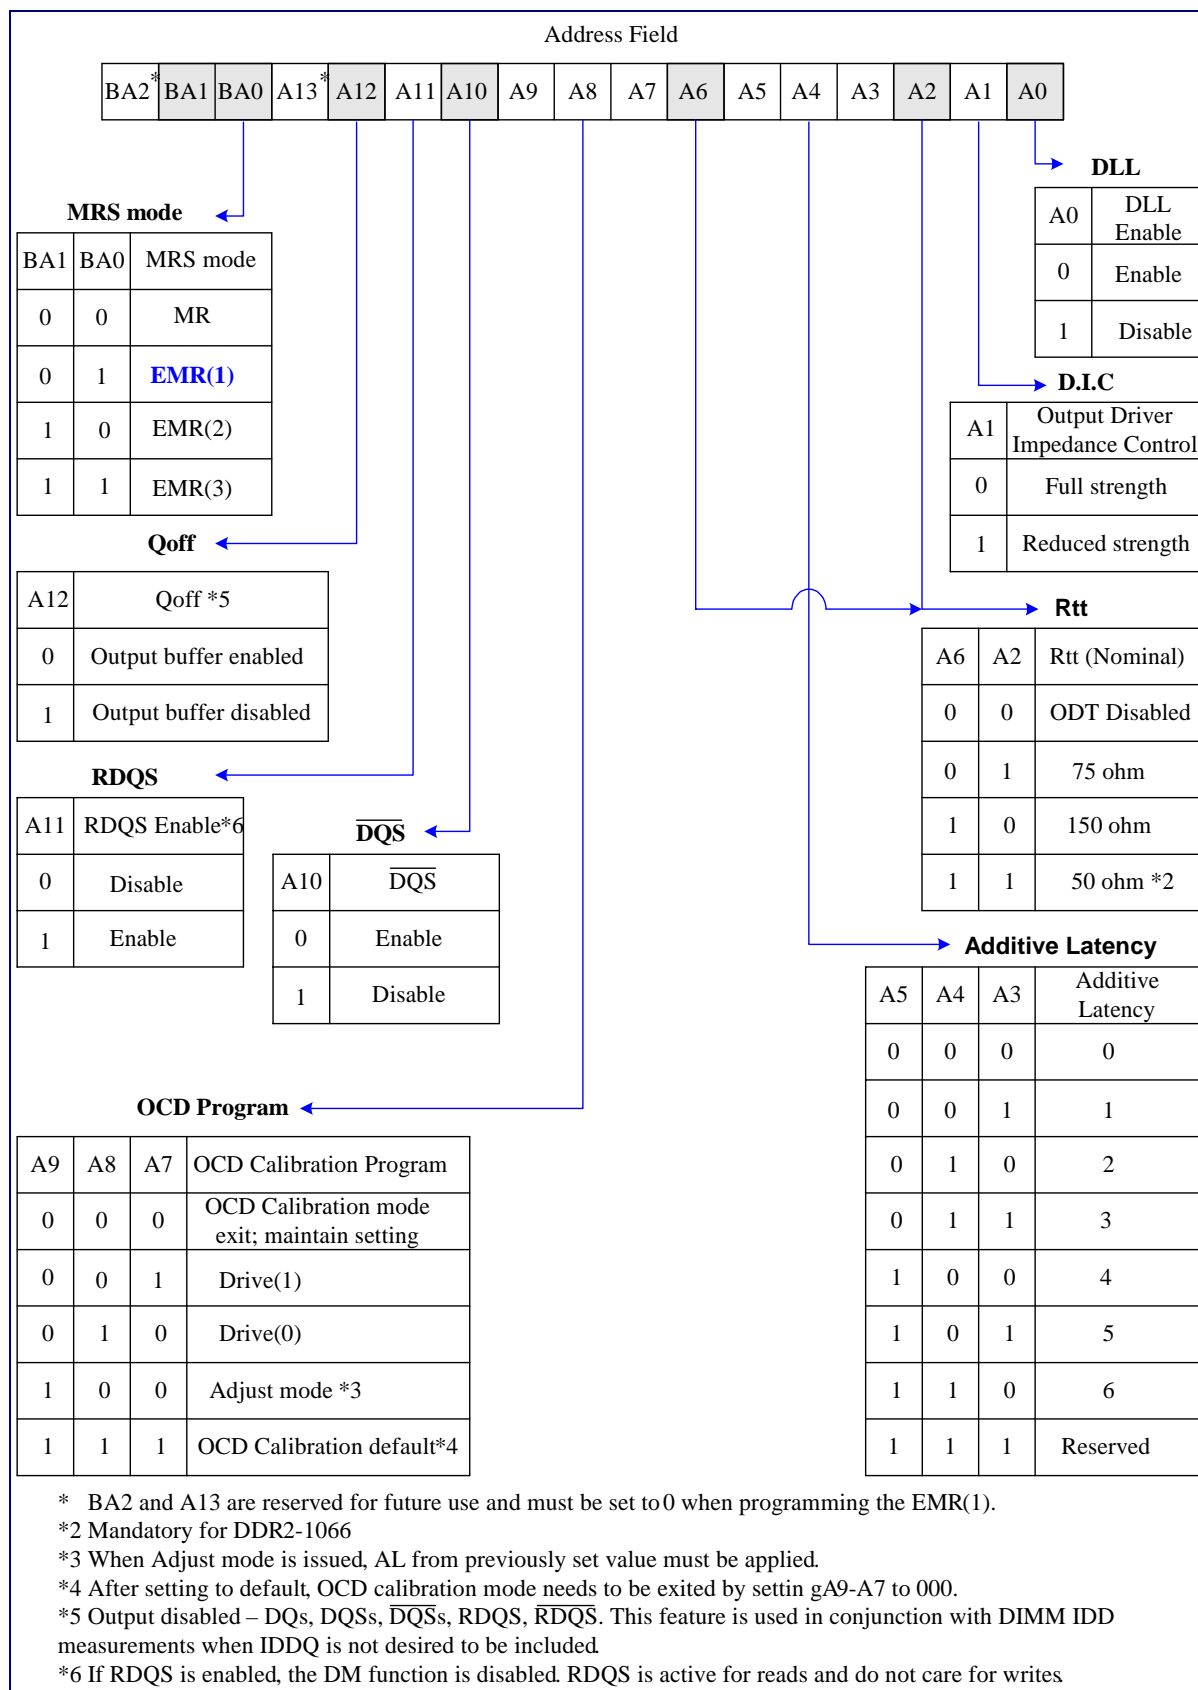 Address Field
BA2* BA1 BA0 A13* A12 A11 A10 A9 A8 A7 A6 A5 A4 A3 A2 A1 A0
DLL
A0 DLL Enable
0 Enable
1 Disable
MRS mode
BA1 BA0 MRS mode
0 0 MR
0 1 EMR(1)
1 0 EMR(2)
1 1 EMR(3)
D.I.C
A1 Output Driver Impedance Control
0 Full strength
1 Reduced strength
Qoff
A12 Qoff *5
0 Output buffer enabled
1 Output buffer disabled
Rtt
A6 A2 Rtt (Nominal)
0 0 ODT Disabled
0 1 75 ohm
1 0 150 ohm
1 1 50 ohm *2
RDQS
A11 RDQS Enable*6
0 Disable
1 Enable
D̅Q̅S̅
A10 D̅Q̅S̅
0 Enable
1 Disable
Additive Latency
A5 A4 A3 Additive Latency
0 0 0 0
0 0 1 1
0 1 0 2
0 1 1 3
1 0 0 4
1 0 1 5
1 1 0 6
1 1 1 Reserved
OCD Program
A9 A8 A7 OCD Calibration Program
0 0 0 OCD Calibration mode exit; maintain setting
0 0 1 Drive(1)
0 1 0 Drive(0)
1 0 0 Adjust mode *3
1 1 1 OCD Calibration default*4
* BA2 and A13 are reserved for future use and must be set to 0 when programming the EMR(1).
*2 Mandatory for DDR2-1066
*3 When Adjust mode is issued, AL from previously set value must be applied.
*4 After setting to default, OCD calibration mode needs to be exited by settin gA9-A7 to 000.
*5 Output disabled – DQs, DQSs, D̅Q̅S̅s, RDQS, R̅D̅Q̅S̅. This feature is used in conjunction with DIMM IDD
measurements when IDDQ is not desired to be included.
*6 If RDQS is enabled, the DM function is disabled. RDQS is active for reads and do not care for writes.